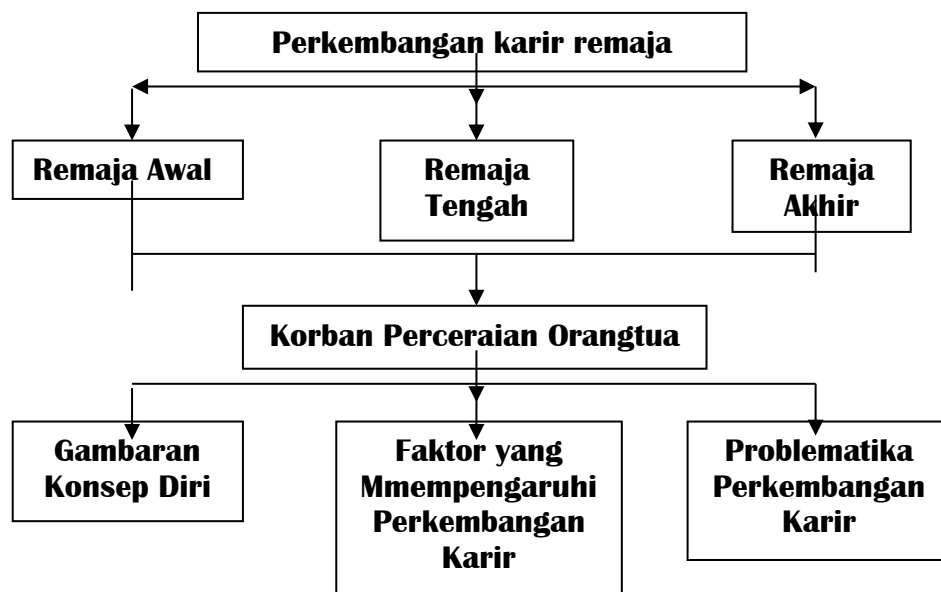 Perkembangan karir remaja
Remaja Awal
Remaja
Tengah
Remaja
Akhir
Korban Perceraian Orangtua
Gambaran
Konsep Diri
Faktor yang
Mmempengaruhi
Perkembangan
Karir
Problematika
Perkembangan
Karir